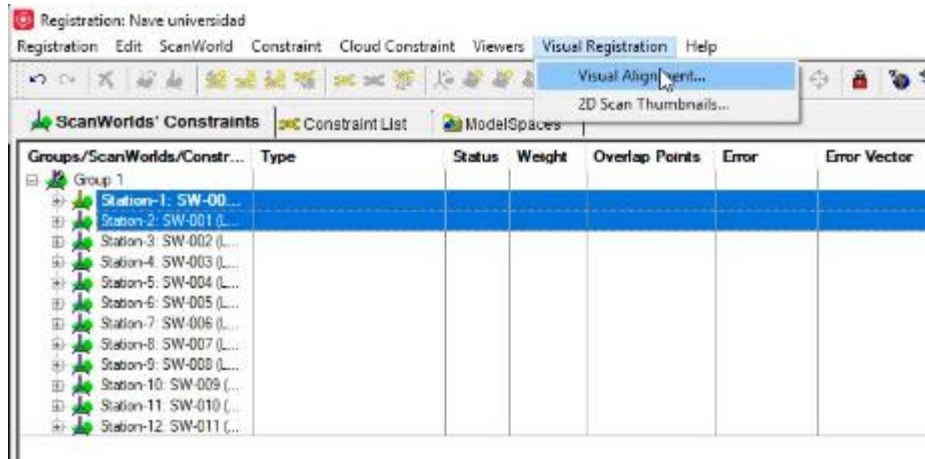 Registration: Nave universidad
Registration Edit ScanWorld Constraint Cloud Constraint Viewers Visual Registration Help
Visual Alignment...
2D Scan Thumbnails...
ScanWorlds' Constraints Constraint List ModelSpaces
Groups/ScanWorlds/Constr... Type Status Weight Overlap Points Error Error Vector
Group 1
Station-1: SW-00...
Station-2: SW-001 (L...
Station-3: SW-002 (L...
Station-4: SW-003 (L...
Station-5: SW-004 (L...
Station-6: SW-005 (L...
Station-7: SW-006 (L...
Station-8: SW-007 (L...
Station-9: SW-008 (L...
Station-10: SW-009 (...
Station-11: SW-010 (...
Station-12: SW-011 (...